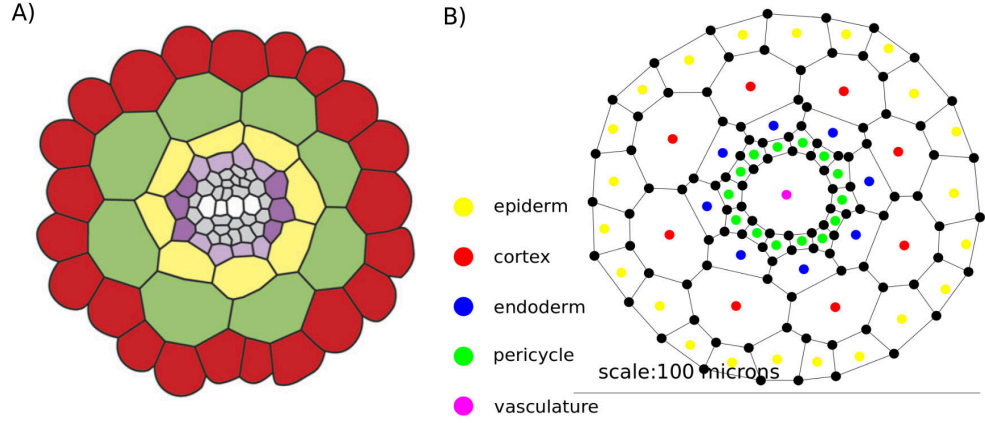 A)
B)
epiderm
cortex
endoderm
pericycle
vasculature
scale:100 microns